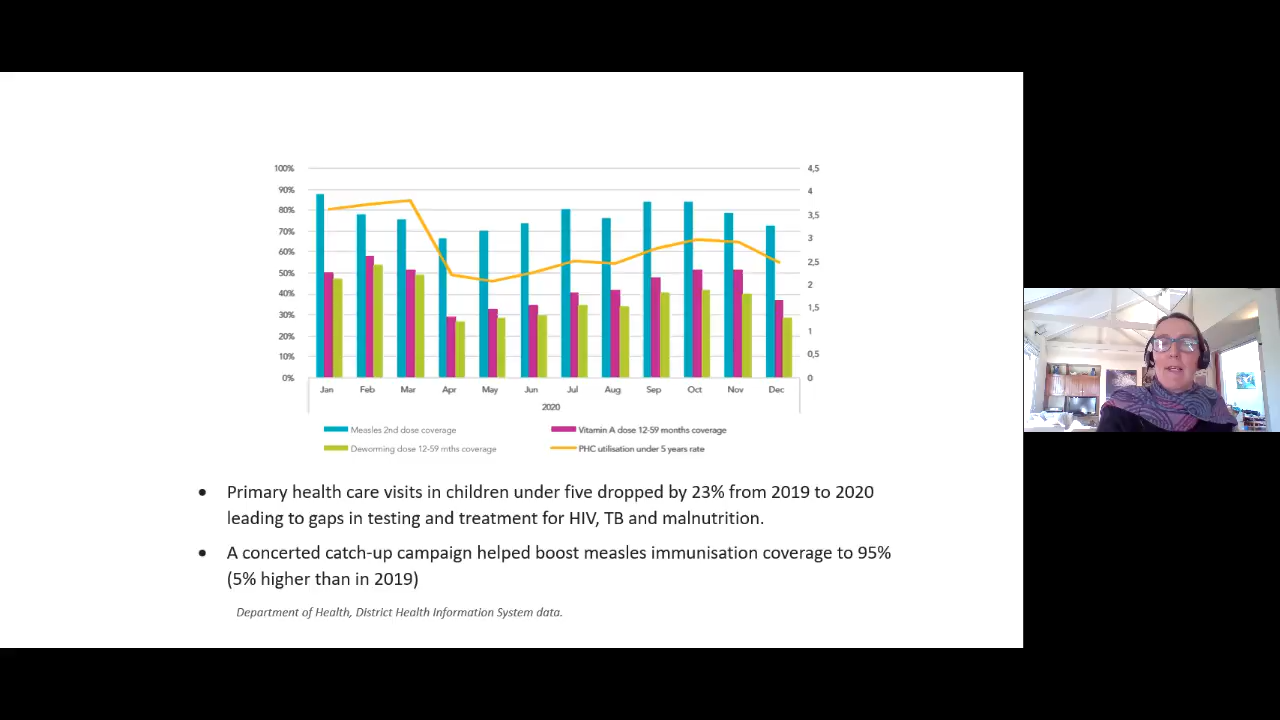 100%
90%
80%
70%
60%
50%
40%
30%
20%
10%
0%
4,5
4
3,5
3
2,5
2
1,5
1
0,5
0
Jan Feb Mar Apr May Jun Jul Aug Sep Oct Nov Dec
2020
Measles 2nd dose coverage
Vitamin A dose 12-59 months coverage
Deworming dose 12-59 mths coverage
PHC utilisation under 5 years rate
• Primary health care visits in children under five dropped by 23% from 2019 to 2020
leading to gaps in testing and treatment for HIV, TB and malnutrition.
• A concerted catch-up campaign helped boost measles immunisation coverage to 95%
(5% higher than in 2019)
Department of Health, District Health Information System data.